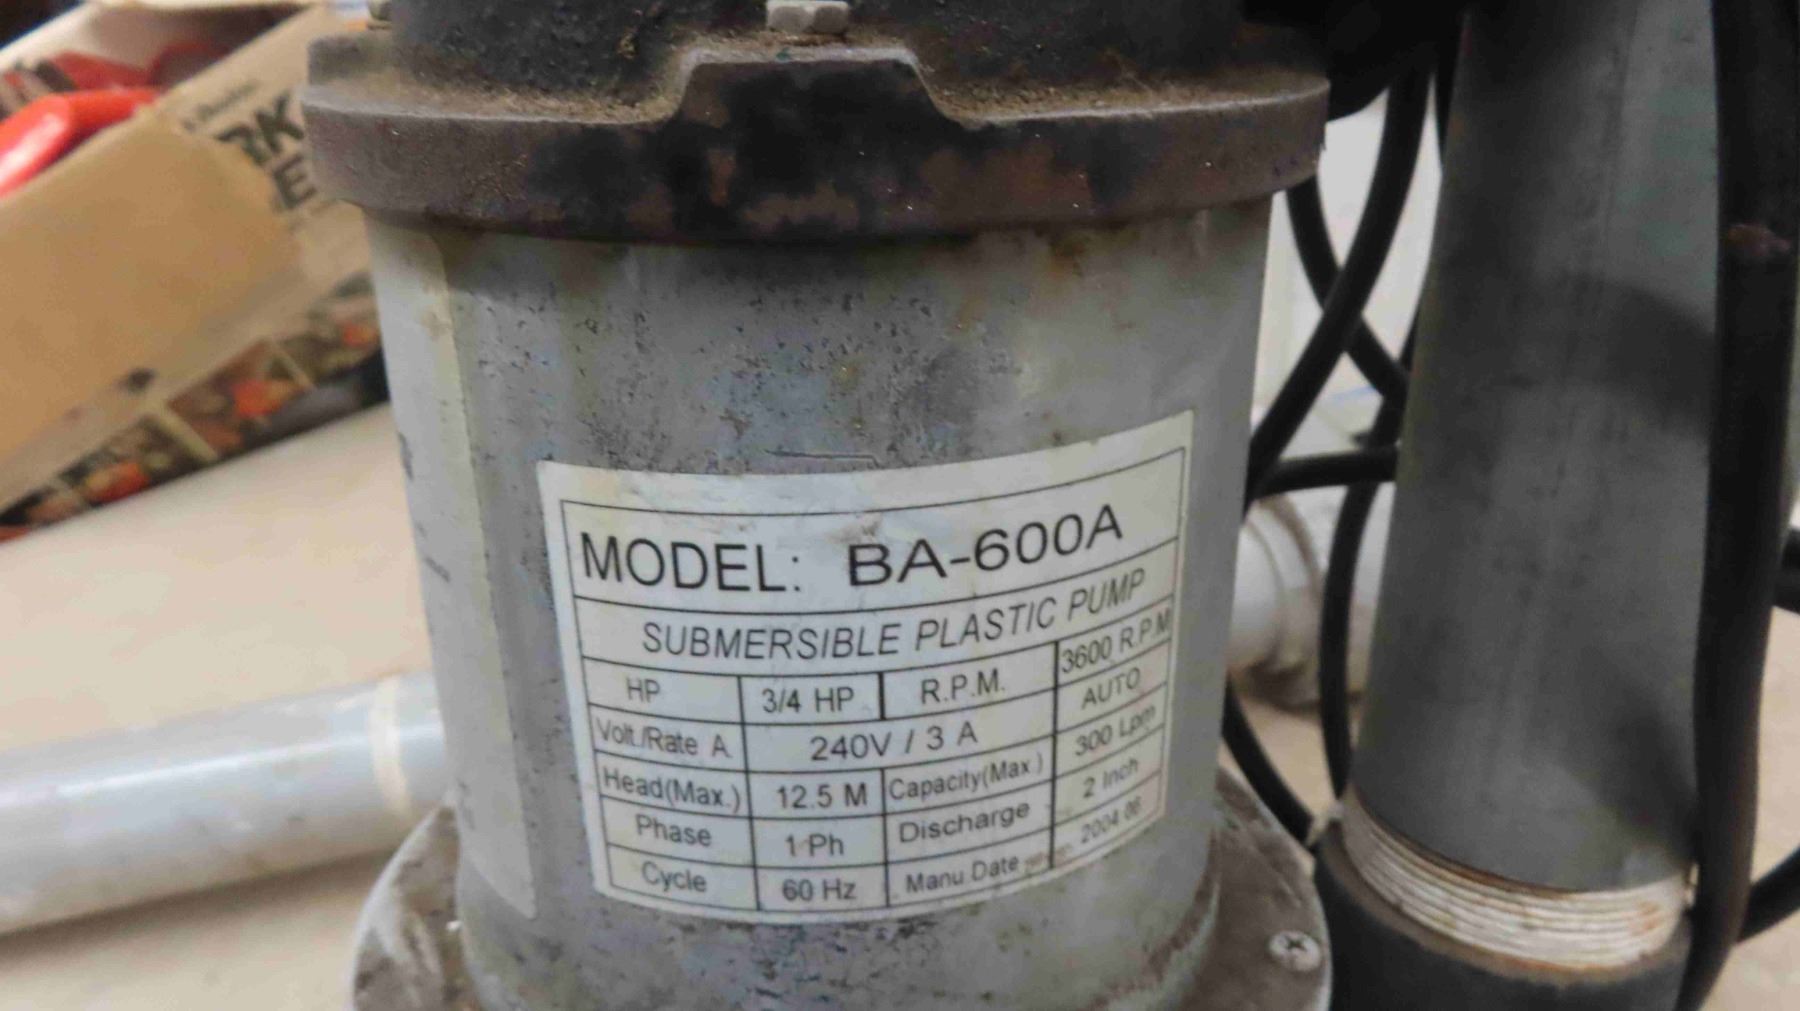 RK
E
MODEL: BA-600A
SUBMERSIBLE PLASTIC PUMP
HP 3/4 HP R.P.M. 3600 R.P.M
Volt./Rate A. 240V / 3 A AUTO
Head(Max.) 12.5 M Capacity(Max.) 300 Lpm
Phase 1 Ph Discharge 2 Inch
Cycle 60 Hz Manu Date 2004.06